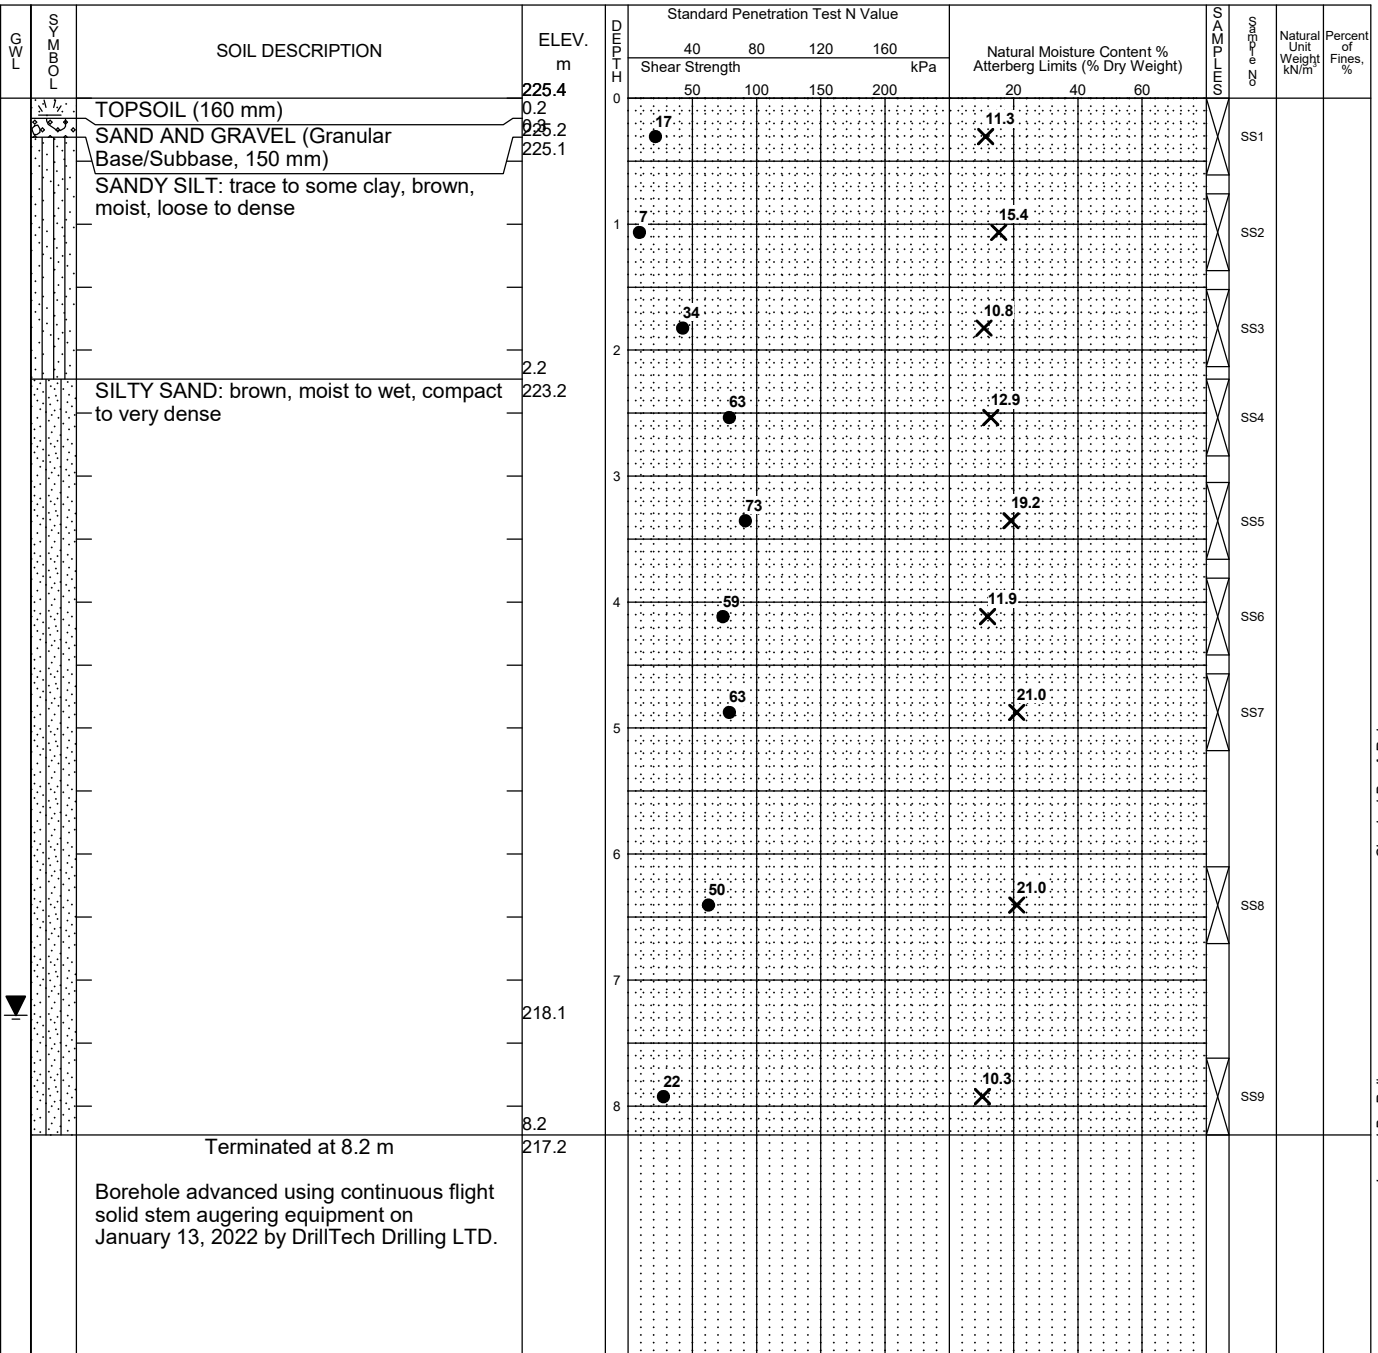 GWL
SYMBOL
SOIL DESCRIPTION
ELEV.
m
DEPTH
Standard Penetration Test N Value
40 80 120 160
Shear Strength kPa
50 100 150 200
Natural Moisture Content %
Atterberg Limits (% Dry Weight)
20 40 60
SAMPLES
Sample No
Natural
Unit
Weight
kN/m³
Percent
of
Fines,
%
225.4
0
TOPSOIL (160 mm)
0.2
0.3
225.2
SAND AND GRAVEL (Granular
Base/Subbase, 150 mm)
225.1
17 11.3 SS1
SANDY SILT: trace to some clay, brown,
moist, loose to dense
1
7 15.4 SS2
34 10.8 SS3
2
2.2
SILTY SAND: brown, moist to wet, compact
to very dense
223.2
63 12.9 SS4
3
73 19.2 SS5
4
59 11.9 SS6
63 21.0 SS7
5
6
50 21.0 SS8
7
218.1
22 10.3 SS9
8
8.2
Terminated at 8.2 m
217.2
Borehole advanced using continuous flight
solid stem augering equipment on
January 13, 2022 by DrillTech Drilling LTD.